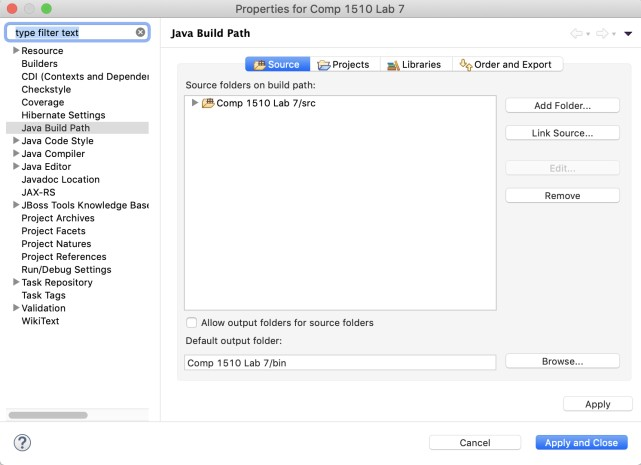 Properties for Comp 1510 Lab 7
type filter text
Resource
Builders
CDI (Contexts and Depender
Checkstyle
Coverage
Hibernate Settings
Java Build Path
Java Code Style
Java Compiler
Java Editor
Javadoc Location
JAX-RS
JBoss Tools Knowledge Base
Project Archives
Project Facets
Project Natures
Project References
Run/Debug Settings
Task Repository
Task Tags
Validation
WikiText
Java Build Path
Source Projects Libraries Order and Export
Source folders on build path:
Comp 1510 Lab 7/src
Add Folder...
Link Source...
Edit...
Remove
Allow output folders for source folders
Default output folder:
Comp 1510 Lab 7/bin
Browse...
Apply
?
Cancel
Apply and Close